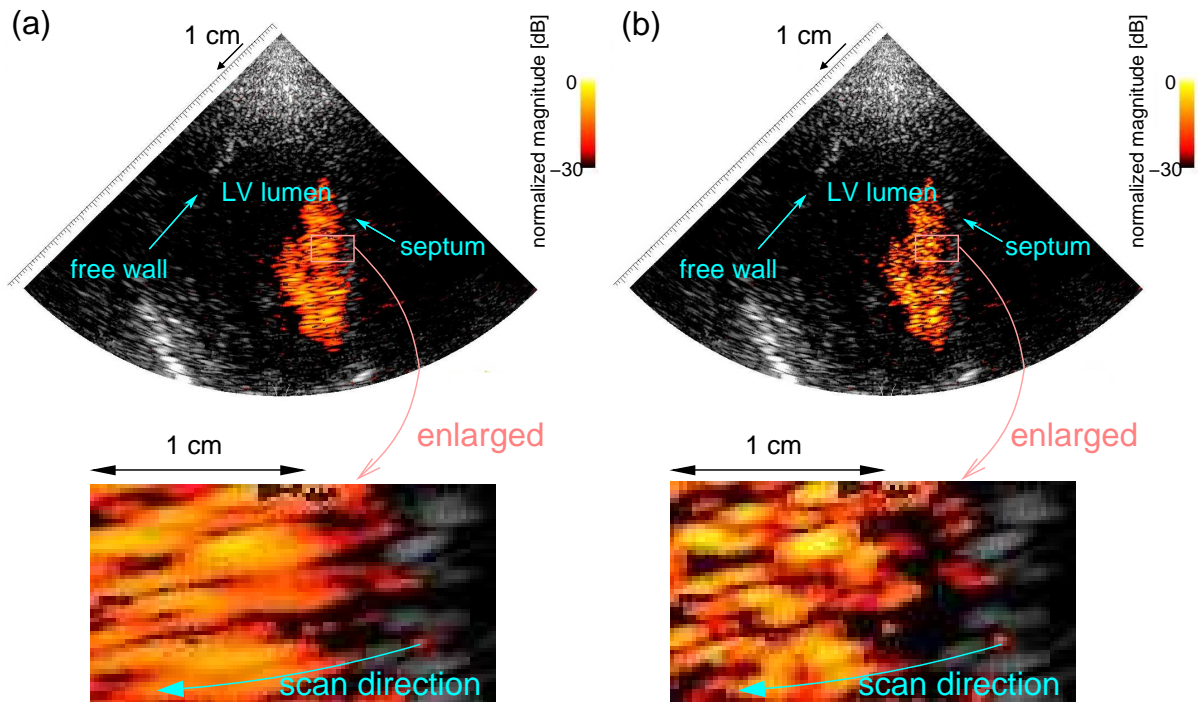 (a)
1 cm
normalized magnitude [dB]
0
−30
LV lumen
free wall
septum
enlarged
1 cm
scan direction
(b)
1 cm
normalized magnitude [dB]
0
−30
LV lumen
free wall
septum
enlarged
1 cm
scan direction